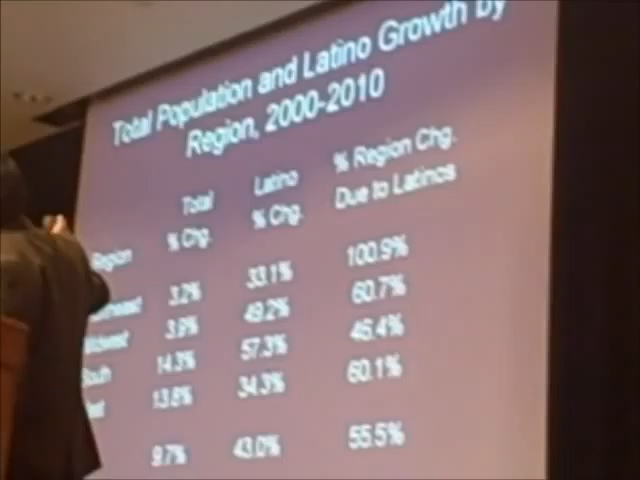 Total Population and Latino Growth by
Region, 2000-2010
Total Latino % Region Chg.
Region % Chg. % Chg. Due to Latinos
3.2% 33.1% 100.9%
Midwest 3.9% 49.2% 60.7%
South 14.3% 57.3% 46.4%
13.8% 34.3% 60.1%
9.7% 43.0% 55.5%